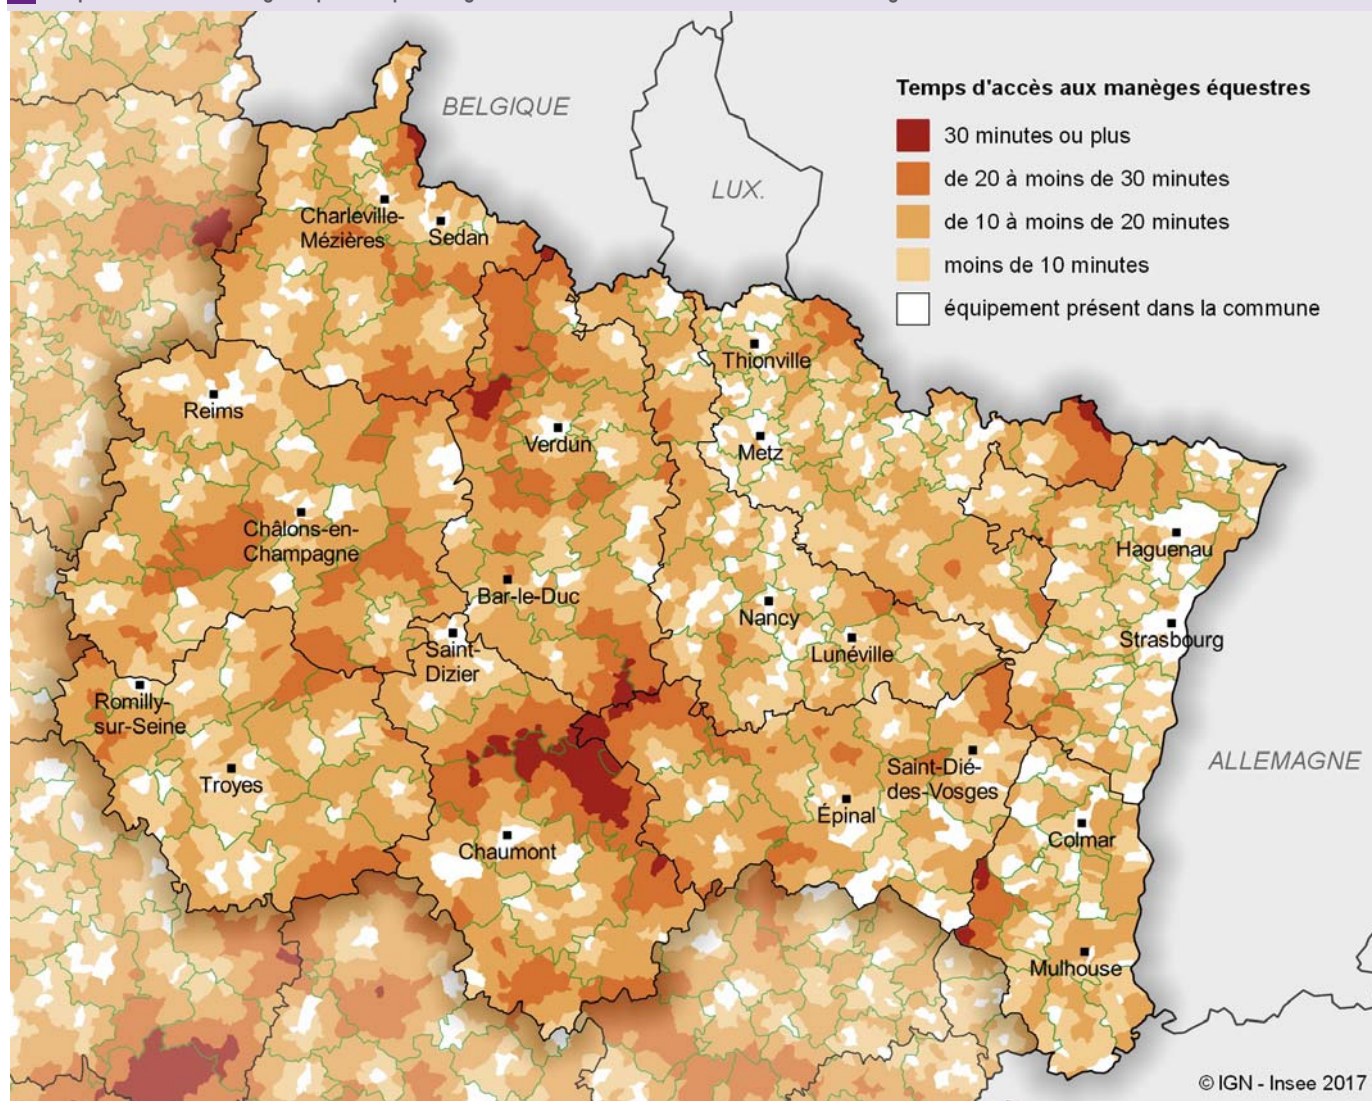 BELGIQUE
LUX.
ALLEMAGNE
Temps d'accès aux manèges équestres
30 minutes ou plus
de 20 à moins de 30 minutes
de 10 à moins de 20 minutes
moins de 10 minutes
équipement présent dans la commune
Charleville-
Mézières
Sedan
Thionville
Reims
Verdun
Metz
Châlons-en-
Champagne
Haguenau
Bar-le-Duc
Nancy
Strasbourg
Saint-
Dizier
Lunéville
Romilly-
sur-Seine
Troyes
Saint-Dié-
des-Vosges
Épinal
Chaumont
Colmar
Mulhouse
© IGN - Insee 2017